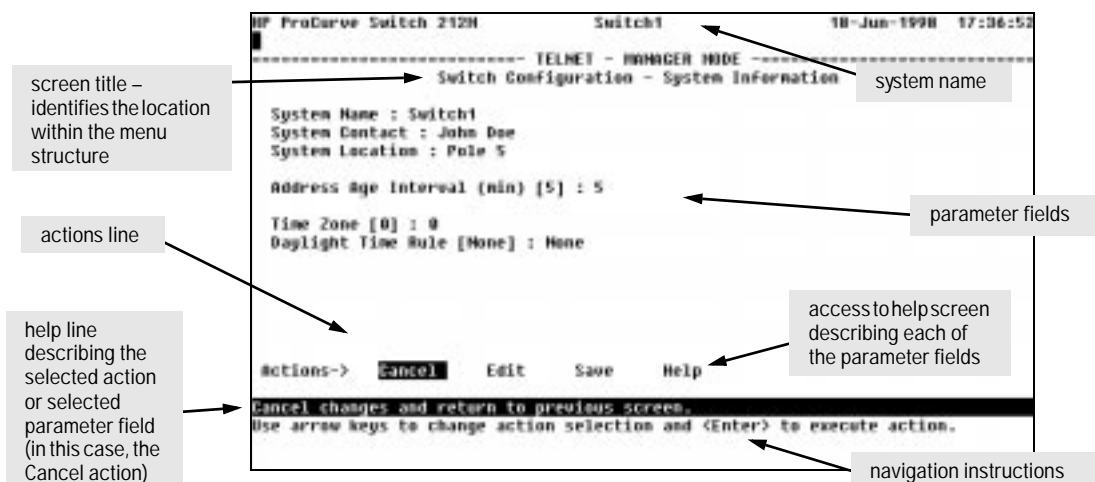 HP ProCurve Switch 212M Switch1 18-Jun-1998 17:36:52
TELNET - MANAGER MODE
Switch Configuration - System Information
System Name : Switch1
System Contact : John Doe
System Location : Pole 5
Address Age Interval (min) [5] : 5
Time Zone [0] : 0
Daylight Time Rule [None] : None
Actions-> Cancel Edit Save Help
Cancel changes and return to previous screen.
Use arrow keys to change action selection and <Enter> to execute action.
screen title –
identifies the location
within the menu
structure
system name
parameter fields
actions line
access to help screen
describing each of
the parameter fields
help line
describing the
selected action
or selected
parameter field
(in this case, the
Cancel action)
navigation instructions